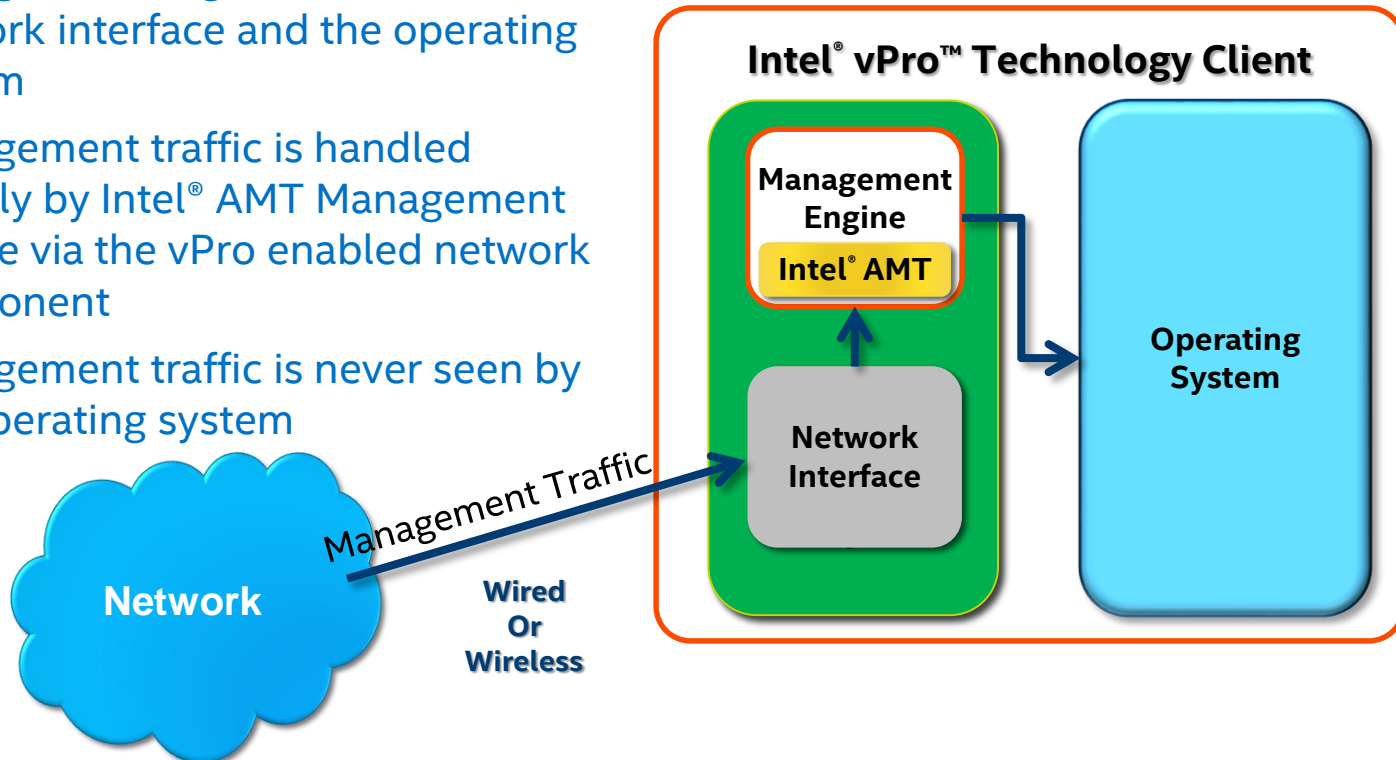 ork interface and the operating
m
gement traffic is handled
ly by Intel® AMT Management
e via the vPro enabled network
onent
gement traffic is never seen by
perating system
Intel® vPro™ Technology Client
Management
Engine
Intel® AMT
Network
Interface
Operating
System
Management Traffic
Network
Wired
Or
Wireless